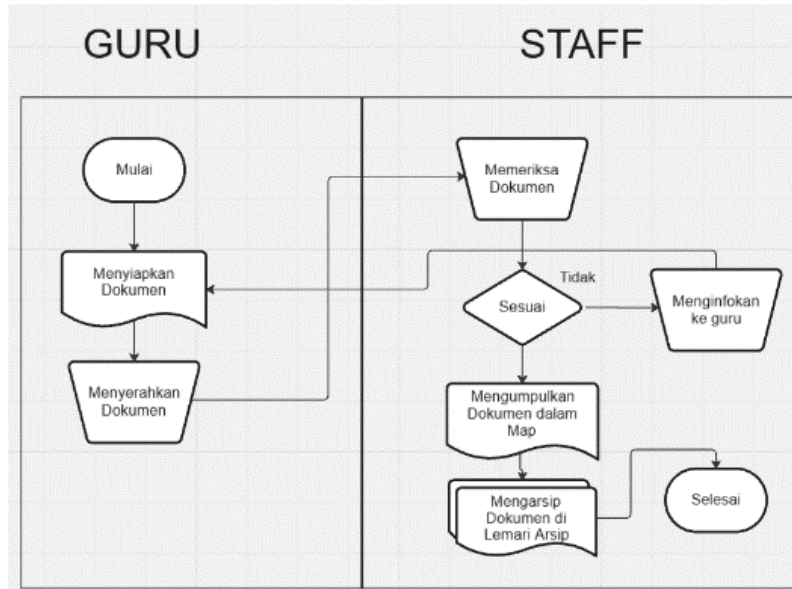 GURU
STAFF
Mulai
Menyiapkan
Dokumen
Menyerahkan
Dokumen
Memeriksa
Dokumen
Sesuai
Tidak
Menginfokan
ke guru
Mengumpulkan
Dokumen dalam
Map
Mengarsip
Dokumen di
Lemari Arsip
Selesai